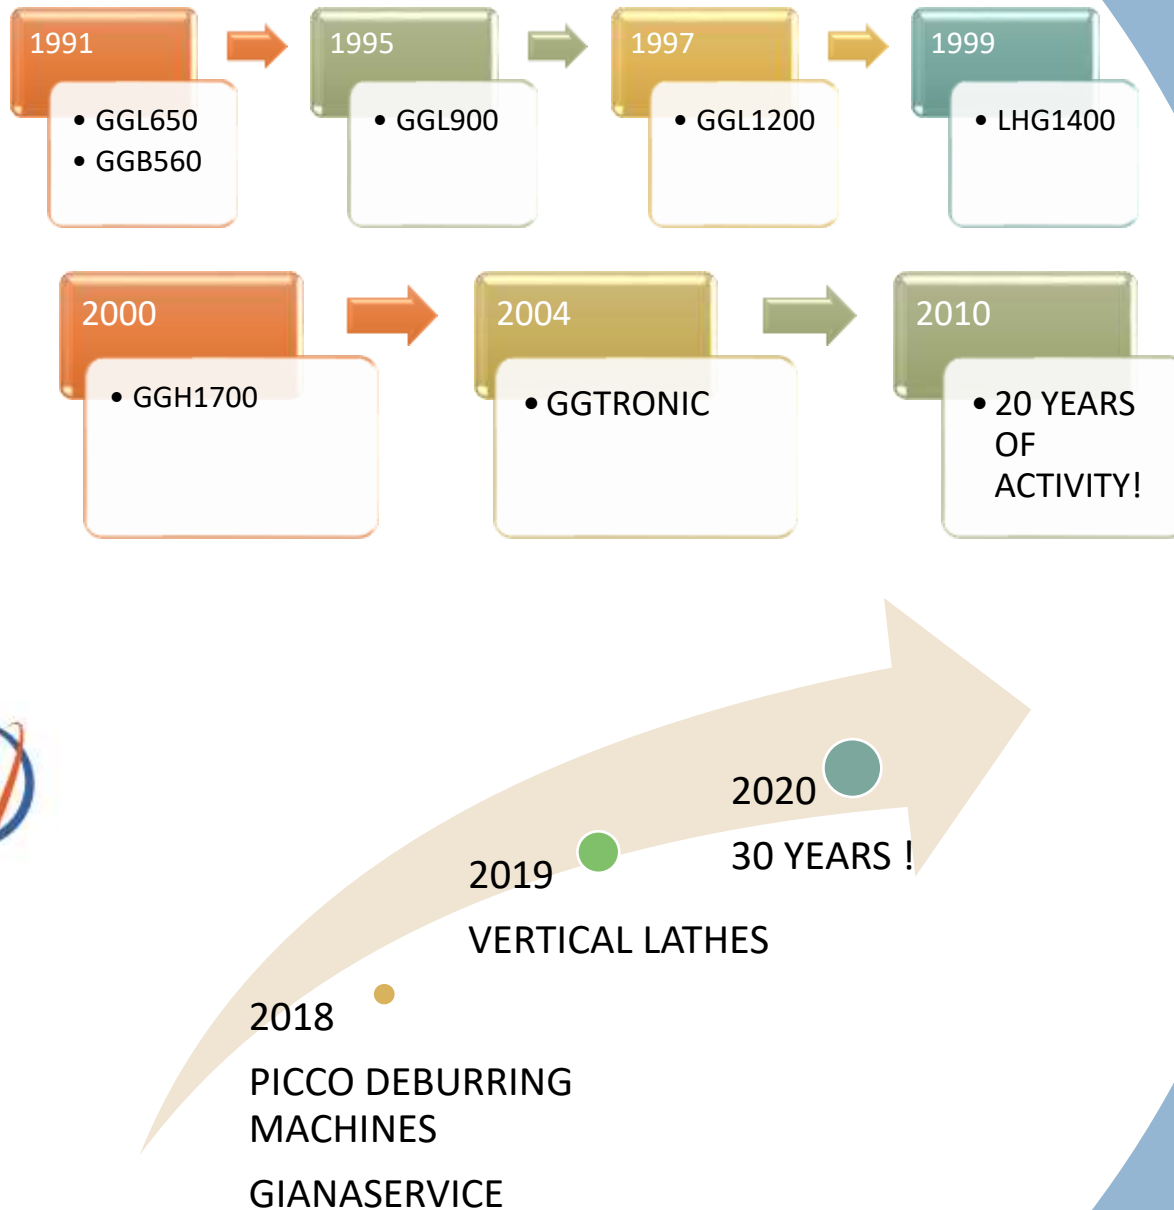 1991
• GGL650
• GGB560
1995
• GGL900
1997
• GGL1200
1999
• LHG1400
2000
• GGH1700
2004
• GGTRONIC
2010
• 20 YEARS
OF
ACTIVITY!
2018
PICCO DEBURRING
MACHINES
GIANASERVICE
2019
VERTICAL LATHES
2020
30 YEARS !